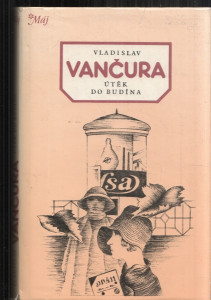 Máj
VLADISLAV
VANČURA
ÚTĚK
DO BUDÍNA
VANČURA